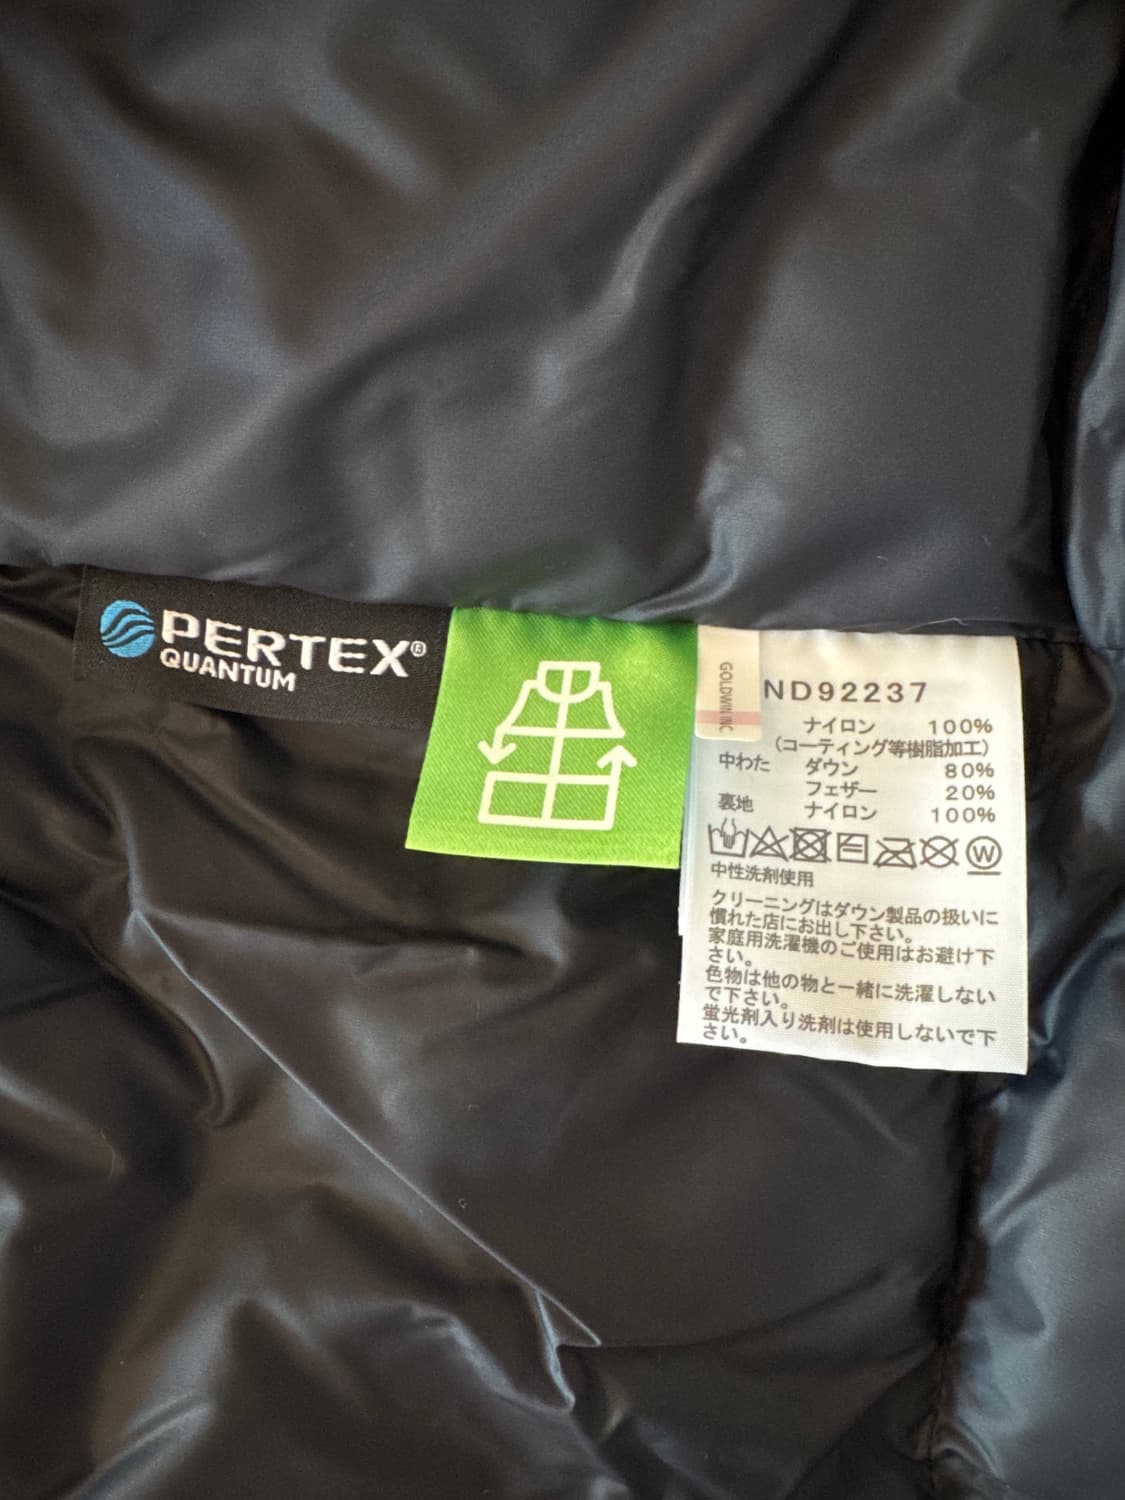 PERTEX®
QUANTUM
GOLDWIN INC
ND92237
ナイロン 100%
(コーティング等樹脂加工)
中わた ダウン 80%
フェザー 20%
裏地 ナイロン 100%
W
中性洗剤使用
クリーニングはダウン製品の扱いに
慣れた店にお出し下さい。
家庭用洗濯機のご使用はお避け下
さい。
色物は他の物と一緒に洗濯しない
で下さい。
蛍光剤入り洗剤は使用しないで下
さい。